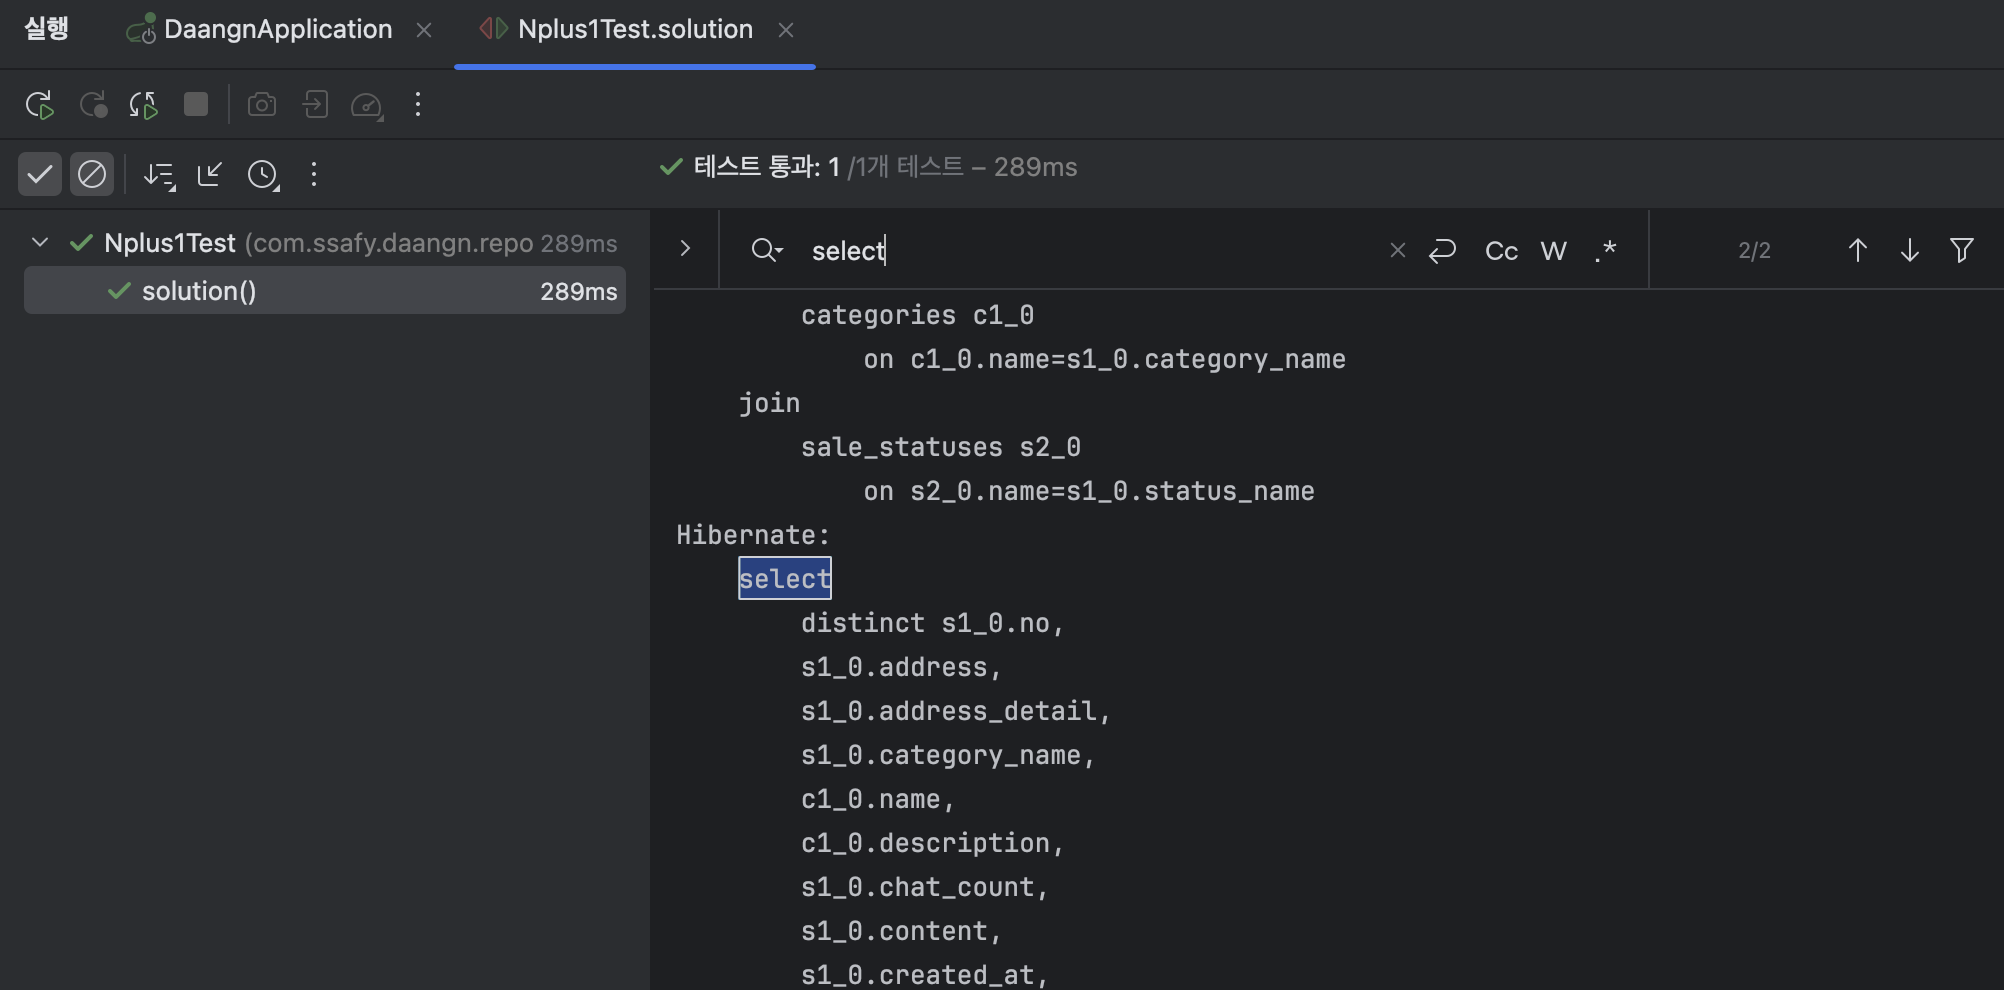 실행 DaangnApplication Nplus1Test.solution
테스트 통과: 1 /1개 테스트 – 289ms
Nplus1Test (com.ssafy.daangn.repo 289ms
solution() 289ms
select Cc W .* 2/2
categories c1_0
on c1_0.name=s1_0.category_name
join
sale_statuses s2_0
on s2_0.name=s1_0.status_name
Hibernate:
select
distinct s1_0.no,
s1_0.address,
s1_0.address_detail,
s1_0.category_name,
c1_0.name,
c1_0.description,
s1_0.chat_count,
s1_0.content,
s1_0.created_at,